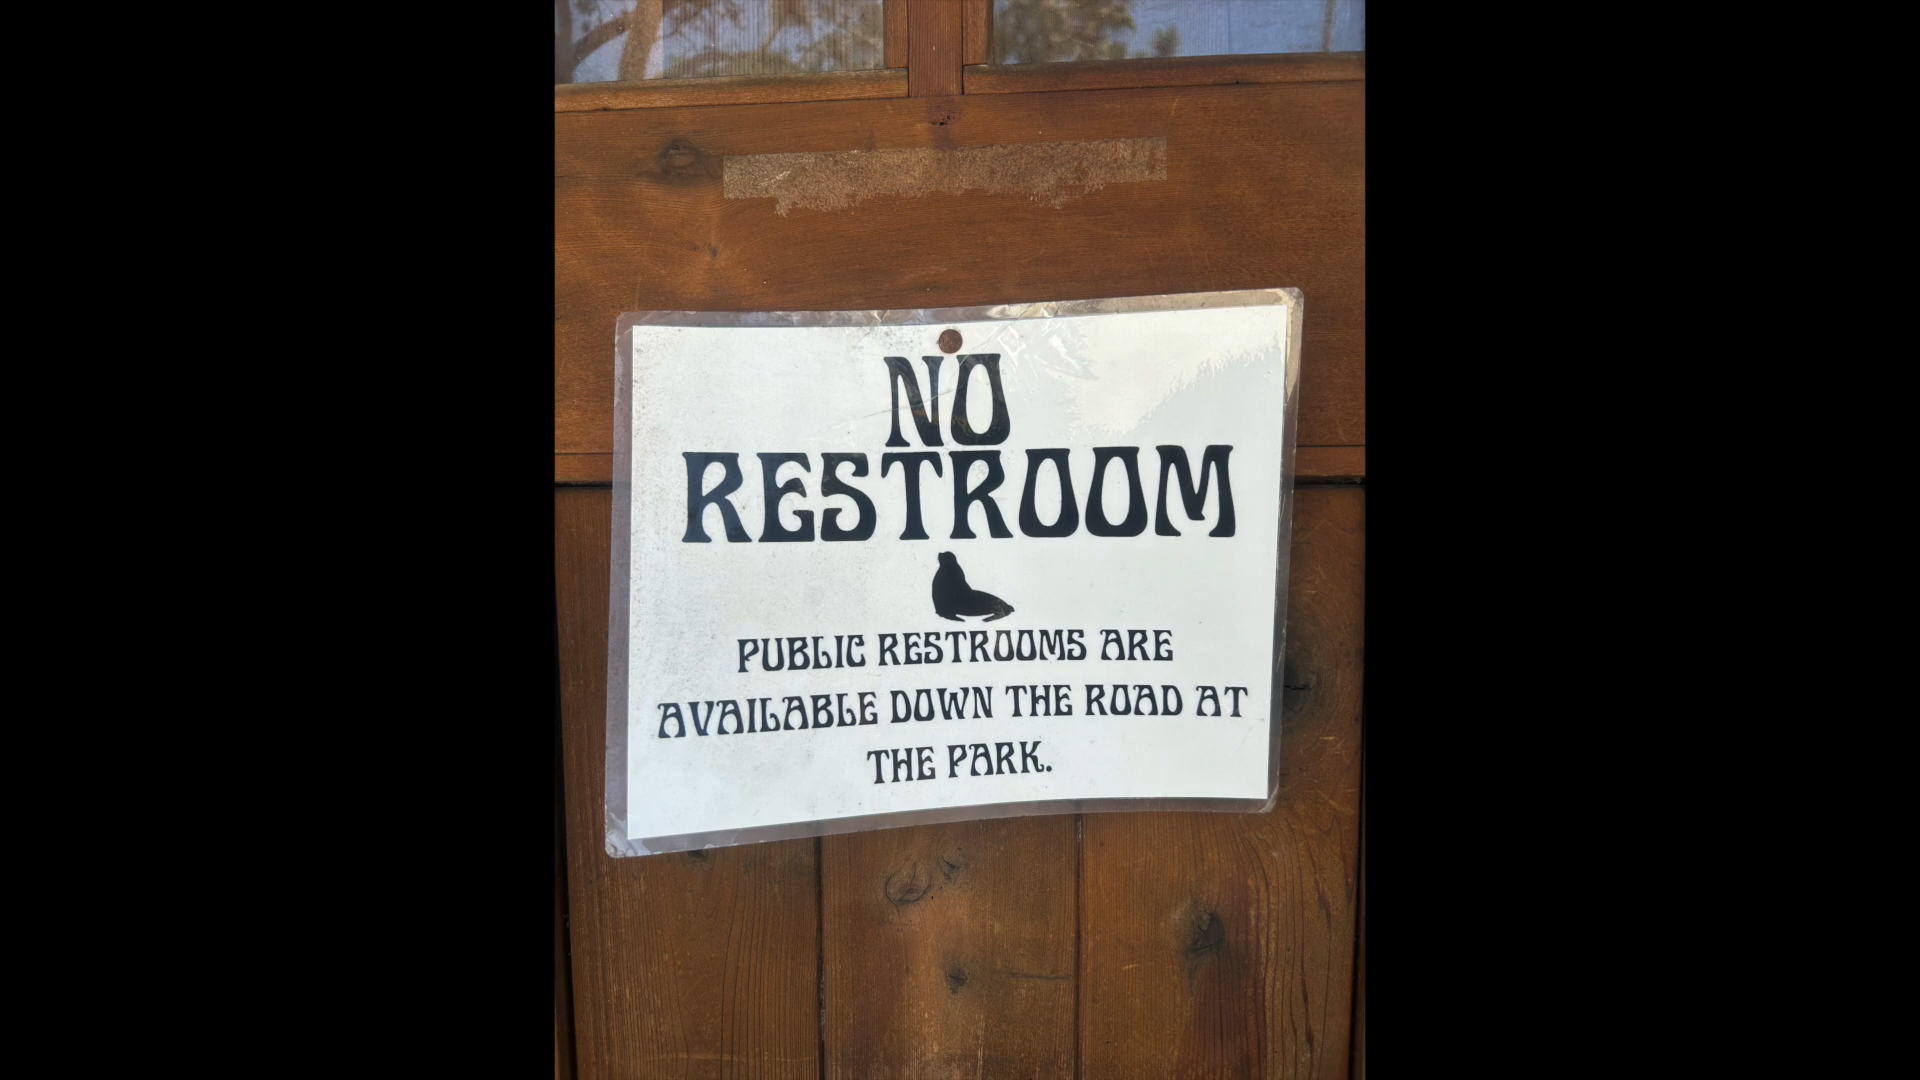 NO
RESTROOM
PUBLIC RESTROOMS ARE
AVAILABLE DOWN THE ROAD AT
THE PARK.